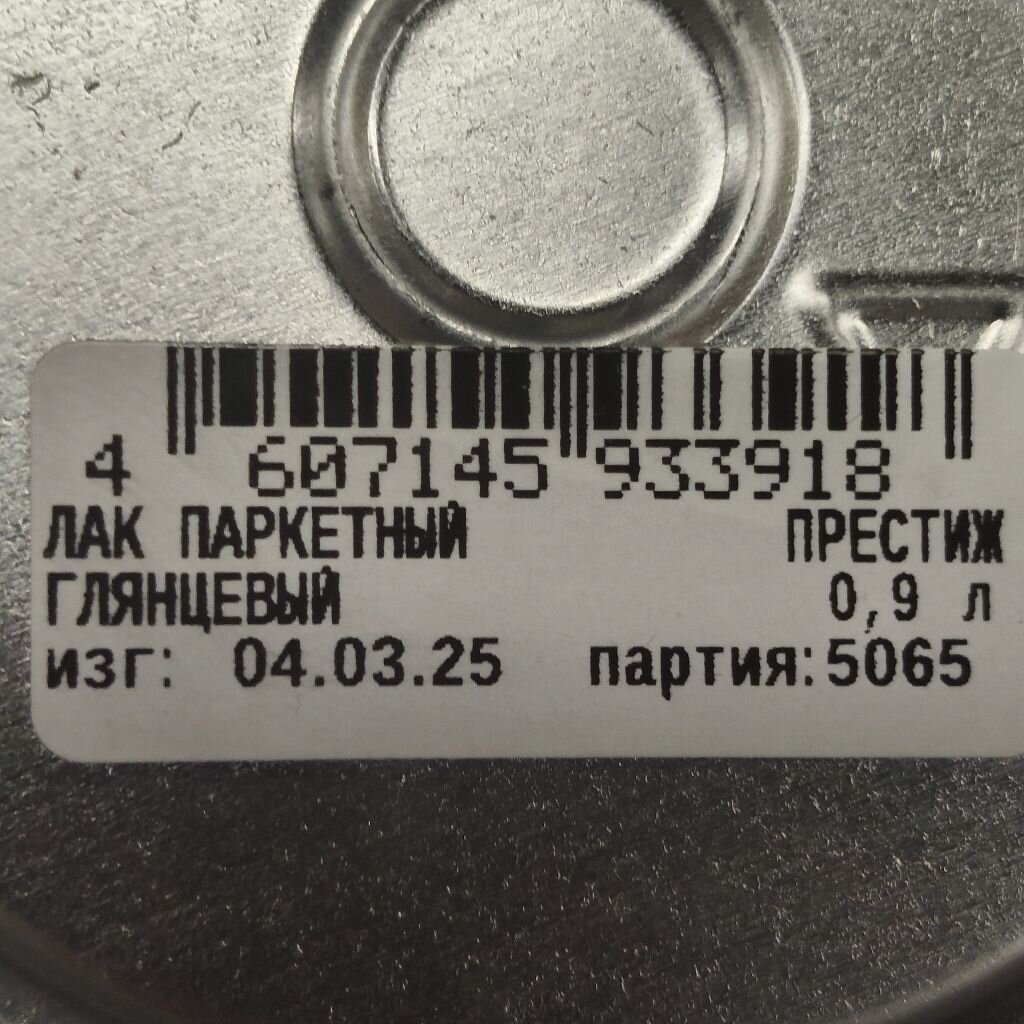 4 607145 933918
ЛАК ПАРКЕТНЫЙ ПРЕСТИЖ
ГЛЯНЦЕВЫЙ 0,9 л
изг: 04.03.25 партия:5065